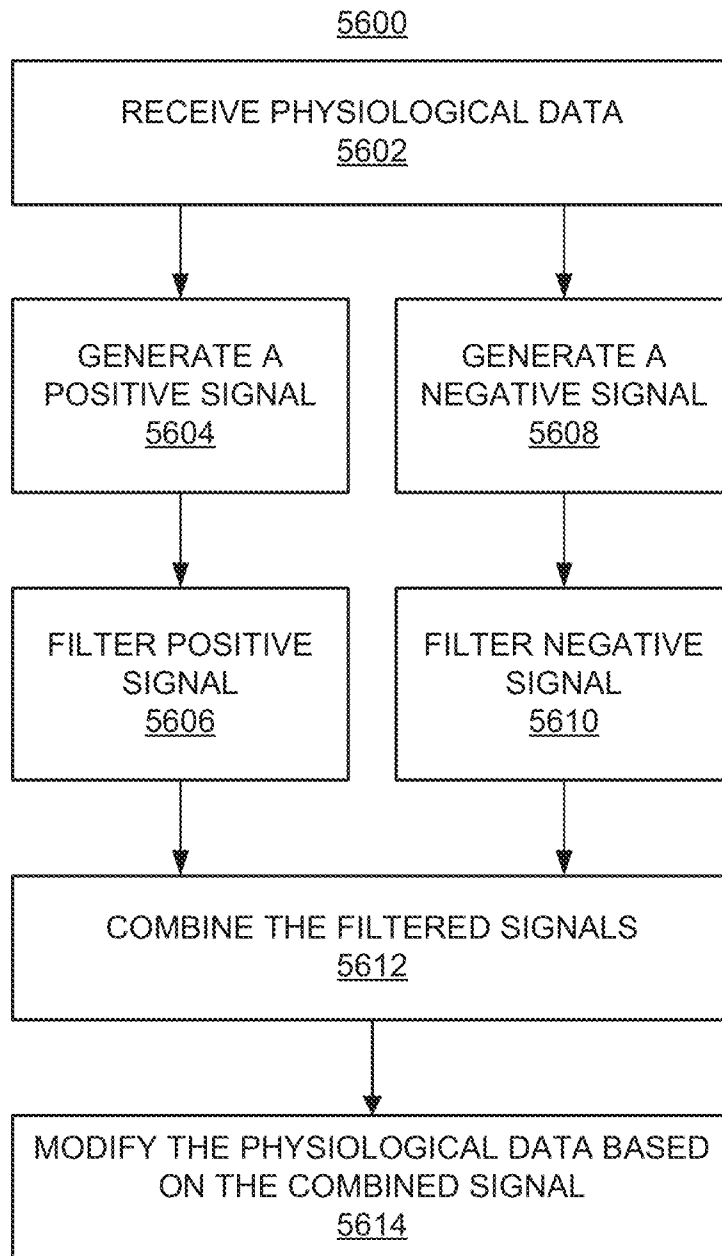 5600
RECEIVE PHYSIOLOGICAL DATA
5602
GENERATE A
POSITIVE SIGNAL
5604
GENERATE A
NEGATIVE SIGNAL
5608
FILTER POSITIVE
SIGNAL
5606
FILTER NEGATIVE
SIGNAL
5610
COMBINE THE FILTERED SIGNALS
5612
MODIFY THE PHYSIOLOGICAL DATA BASED
ON THE COMBINED SIGNAL
5614